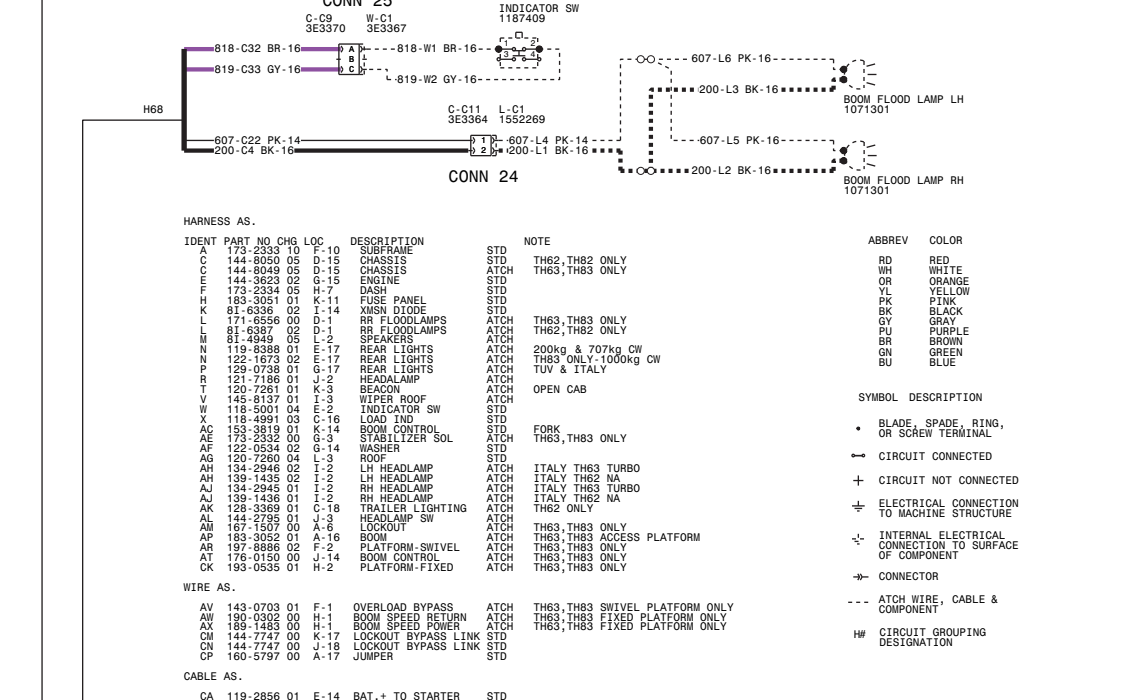 CONN 25
INDICATOR SW
1187409
C-C9 W-C1
3E3370 3E3367
818-C32 BR-16 A 818-W1 BR-16 1 2
B 3 4
819-C33 GY-16 C 819-W2 GY-16
607-L6 PK-16
200-L3 BK-16
BOOM FLOOD LAMP LH
1071301
H68
C-C11 L-C1
3E3364 1552269
607-C22 PK-14 1 607-L4 PK-14 607-L5 PK-16
200-C4 BK-16 2 200-L1 BK-16
200-L2 BK-16
CONN 24
BOOM FLOOD LAMP RH
1071301
HARNESS AS.
IDENT PART NO CHG LOC DESCRIPTION NOTE
A 173-2333 10 F-10 SUBFRAME STD
C 144-8050 05 D-15 CHASSIS STD TH62,TH82 ONLY
C 144-8049 05 D-15 CHASSIS ATCH TH63,TH83 ONLY
E 144-3623 02 G-15 ENGINE STD
F 173-2334 05 H-7 DASH STD
H 183-3051 01 K-11 FUSE PANEL STD
K 8I-6336 02 I-14 XMSN DIODE STD
L 171-6556 00 D-1 RR FLOODLAMPS ATCH TH63,TH83 ONLY
L 8I-6387 02 D-1 RR FLOODLAMPS ATCH TH62,TH82 ONLY
M 8I-4949 05 L-2 SPEAKERS ATCH
N 119-8388 01 E-17 REAR LIGHTS ATCH 200kg & 707kg CW
N 122-1673 02 E-17 REAR LIGHTS ATCH TH83 ONLY-1000kg CW
P 129-0738 01 G-17 REAR LIGHTS ATCH TUV & ITALY
R 121-7186 01 J-2 HEADALAMP ATCH
T 120-7261 01 K-3 BEACON ATCH OPEN CAB
V 145-8137 01 I-3 WIPER ROOF ATCH
W 118-5001 04 E-2 INDICATOR SW STD
X 118-4991 03 C-16 LOAD IND STD
AC 153-3819 01 K-14 BOOM CONTROL STD FORK
AE 173-2332 00 G-3 STABILIZER SOL ATCH TH63,TH83 ONLY
AF 122-0534 02 G-14 WASHER STD
AG 120-7260 04 L-3 ROOF STD
AH 134-2946 02 I-2 LH HEADLAMP ATCH ITALY TH63 TURBO
AH 139-1435 02 I-2 LH HEADLAMP ATCH ITALY TH62 NA
AJ 134-2945 01 I-2 RH HEADLAMP ATCH ITALY TH63 TURBO
AJ 139-1436 01 I-2 RH HEADLAMP ATCH ITALY TH62 NA
AK 128-3369 01 C-18 TRAILER LIGHTING ATCH TH62 ONLY
AL 144-2795 01 J-3 HEADLAMP SW ATCH
AM 167-1507 00 A-6 LOCKOUT ATCH TH63,TH83 ONLY
AP 183-3052 01 A-16 BOOM ATCH TH63,TH83 ACCESS PLATFORM
AR 197-8886 02 F-2 PLATFORM-SWIVEL ATCH TH63,TH83 ONLY
AT 176-0150 00 J-14 BOOM CONTROL ATCH TH63,TH83 ONLY
CK 193-0535 01 H-2 PLATFORM-FIXED ATCH TH63,TH83 ONLY
WIRE AS.
AV 143-0703 01 F-1 OVERLOAD BYPASS ATCH TH63,TH83 SWIVEL PLATFORM ONLY
AW 190-0302 00 H-1 BOOM SPEED RETURN ATCH TH63,TH83 FIXED PLATFORM ONLY
AX 189-1483 00 H-1 BOOM SPEED POWER ATCH TH63,TH83 FIXED PLATFORM ONLY
CM 144-7747 00 K-17 LOCKOUT BYPASS LINK STD
CN 144-7747 00 J-18 LOCKOUT BYPASS LINK STD
CP 160-5797 00 A-17 JUMPER STD
CABLE AS.
CA 119-2856 01 E-14 BAT.+ TO STARTER STD
ABBREV COLOR
RD RED
WH WHITE
OR ORANGE
YL YELLOW
PK PINK
BK BLACK
GY GRAY
PU PURPLE
BR BROWN
GN GREEN
BU BLUE
SYMBOL DESCRIPTION
BLADE, SPADE, RING,
OR SCREW TERMINAL
CIRCUIT CONNECTED
CIRCUIT NOT CONNECTED
ELECTRICAL CONNECTION
TO MACHINE STRUCTURE
INTERNAL ELECTRICAL
CONNECTION TO SURFACE
OF COMPONENT
CONNECTOR
ATCH WIRE, CABLE &
COMPONENT
H# CIRCUIT GROUPING
DESIGNATION